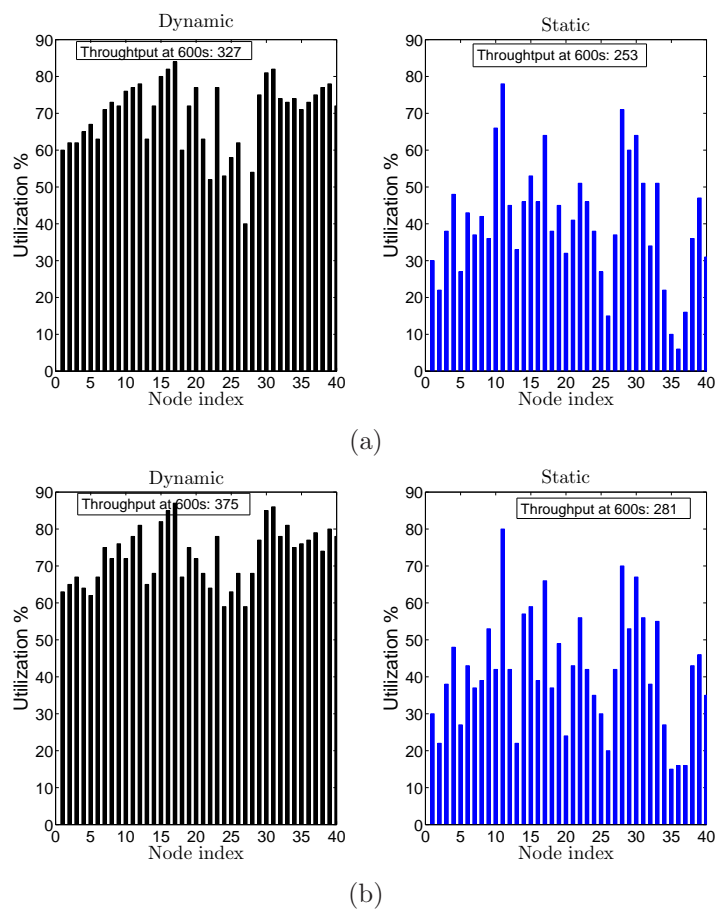 Dynamic
Throughtput at 600s: 327
90
80
70
60
50
40
30
20
10
0
Utilization %
0 5 10 15 20 25 30 35 40
Node index
Static
Throughtput at 600s: 253
90
80
70
60
50
40
30
20
10
0
Utilization %
0 5 10 15 20 25 30 35 40
Node index
(a)
Dynamic
Throughput at 600s: 375
90
80
70
60
50
40
30
20
10
0
Utilization %
0 5 10 15 20 25 30 35 40
Node index
Static
Throughput at 600s: 281
90
80
70
60
50
40
30
20
10
0
Utilization %
0 5 10 15 20 25 30 35 40
Node index
(b)